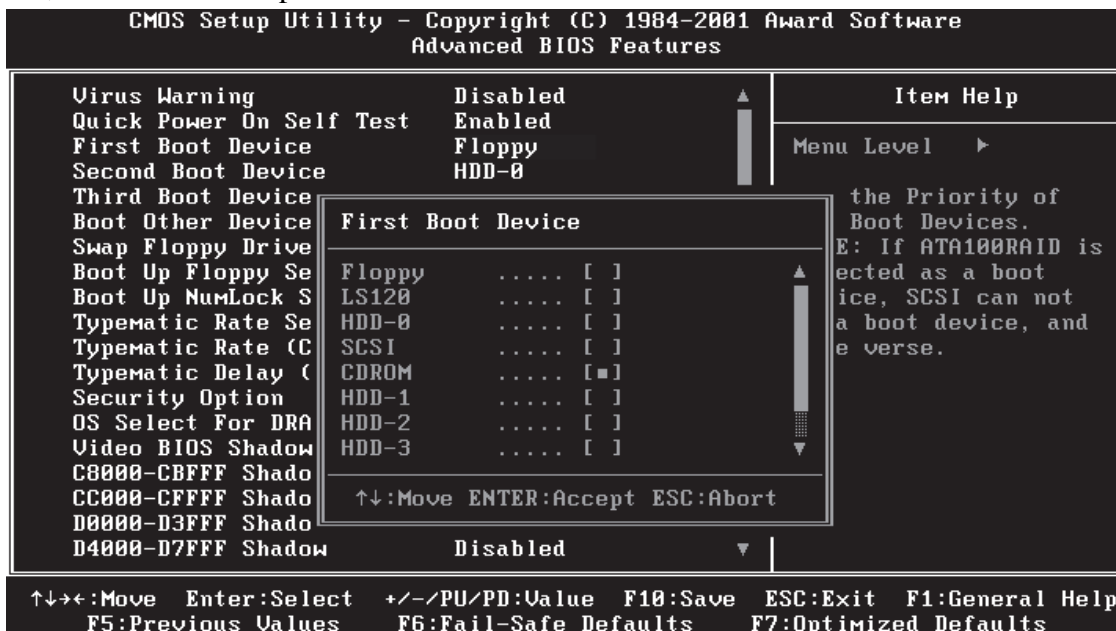 CMOS Setup Utility – Copyright (C) 1984–2001 Award Software
Advanced BIOS Features
Virus Warning Disabled ▲
Quick Power On Self Test Enabled
First Boot Device Floppy
Second Boot Device HDD-0
Third Boot Device
Boot Other Device
Swap Floppy Drive
Boot Up Floppy Se
Boot Up NumLock S
Typematic Rate Se
Typematic Rate (C
Typematic Delay (
Security Option
OS Select For DRA
Video BIOS Shadow
C8000-CBFFF Shado
CC000-CFFFF Shado
D0000-D3FFF Shado
D4000-D7FFF Shadow Disabled ▼
First Boot Device
Floppy ..... [ ] ▲
LS120 ..... [ ]
HDD-0 ..... [ ]
SCSI ..... [ ]
CDROM ..... [■]
HDD-1 ..... [ ]
HDD-2 ..... [ ]
HDD-3 ..... [ ] ▼
↑↓:Move ENTER:Accept ESC:Abort
Item Help
Menu Level ►
the Priority of
Boot Devices.
E: If ATA100RAID is
ected as a boot
ice, SCSI can not
a boot device, and
e verse.
↑↓→←:Move Enter:Select +/-/PU/PD:Value F10:Save ESC:Exit F1:General Help
F5:Previous Values F6:Fail-Safe Defaults F7:Optimized Defaults